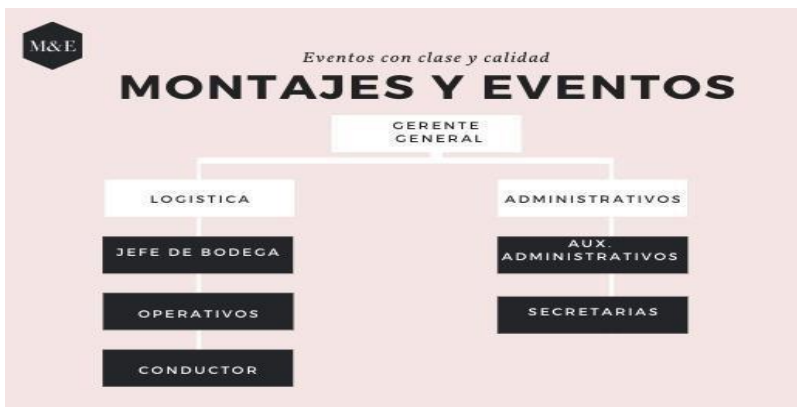 M&E
Eventos con clase y calidad
MONTAJES Y EVENTOS
GERENTE
GENERAL
LOGISTICA
ADMINISTRATIVOS
JEFE DE BODEGA
AUX.
ADMINISTRATIVOS
OPERATIVOS
SECRETARIAS
CONDUCTOR